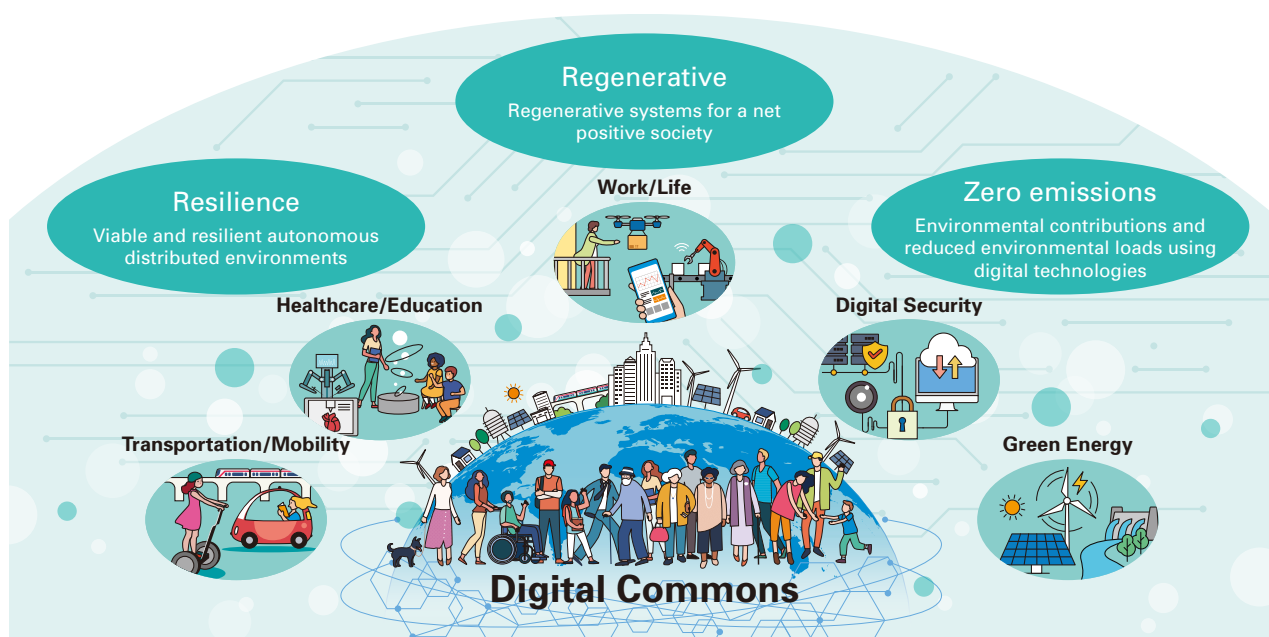 Regenerative
Regenerative systems for a net
positive society
Resilience
Viable and resilient autonomous
distributed environments
Work/Life
Zero emissions
Environmental contributions and
reduced environmental loads using
digital technologies
Healthcare/Education
Digital Security
Transportation/Mobility
Green Energy
Digital Commons